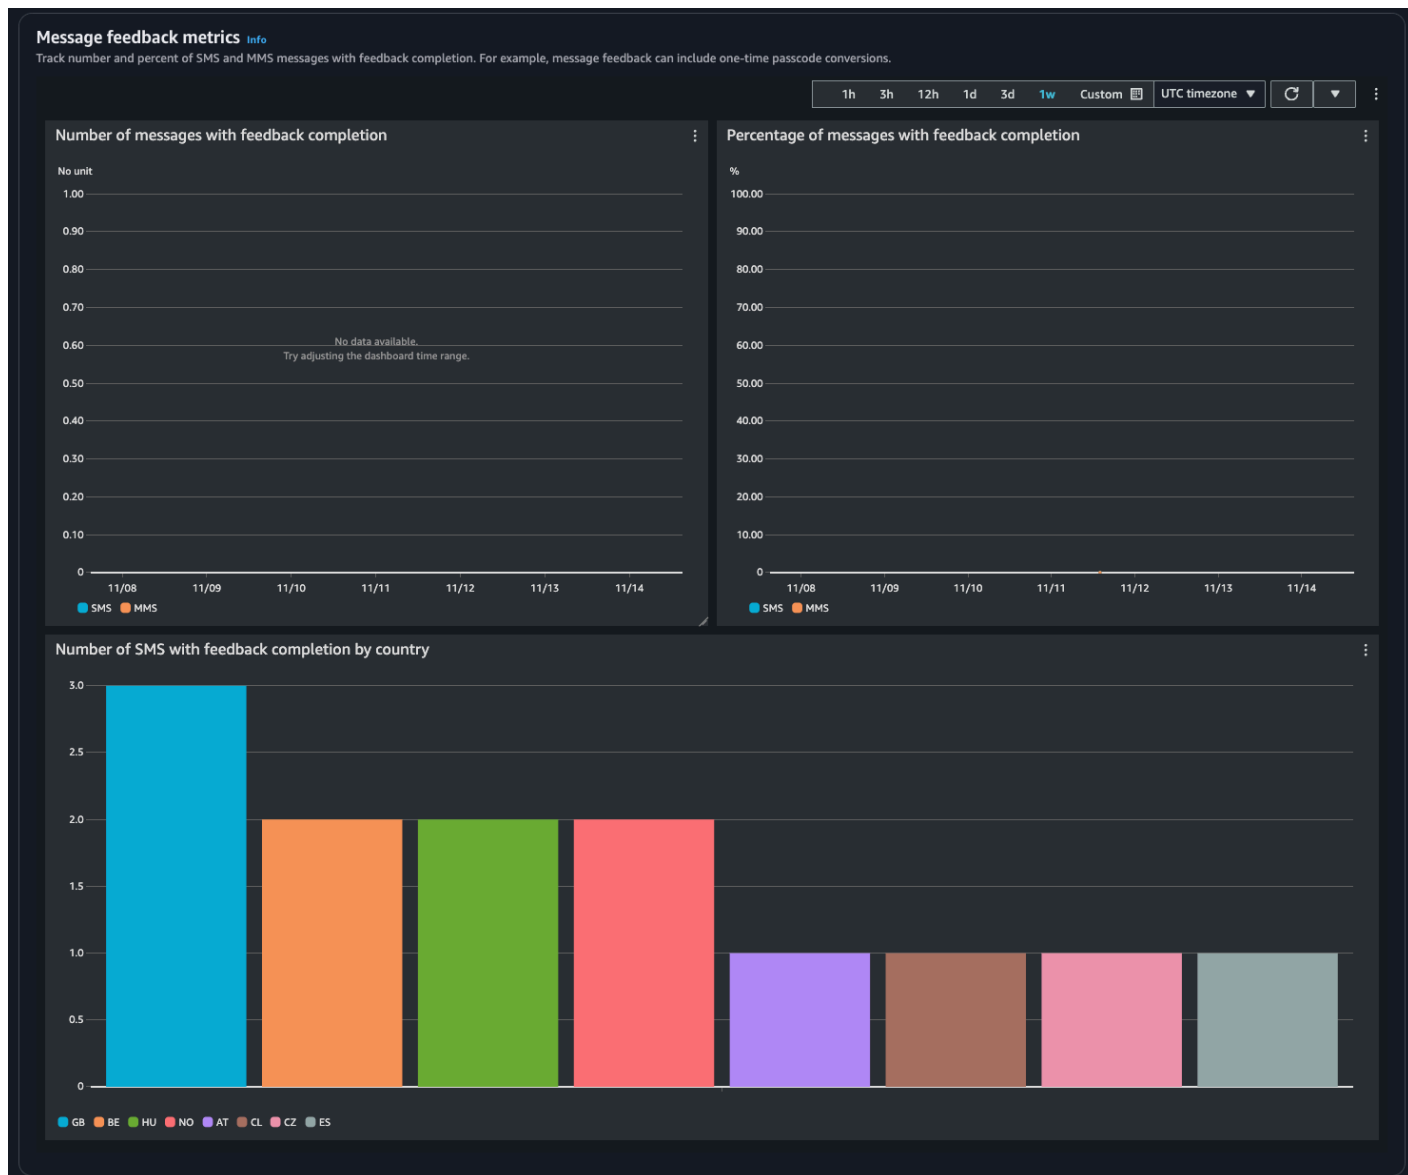 Message feedback metrics Info
Track number and percent of SMS and MMS messages with feedback completion. For example, message feedback can include one-time passcode conversions.
1h 3h 12h 1d 3d 1w Custom UTC timezone
Number of messages with feedback completion
No unit
1.00
0.90
0.80
0.70
0.60
0.50
0.40
0.30
0.20
0.10
0
No data available.
Try adjusting the dashboard time range.
11/08 11/09 11/10 11/11 11/12 11/13 11/14
SMS MMS
Percentage of messages with feedback completion
%
100.00
90.00
80.00
70.00
60.00
50.00
40.00
30.00
20.00
10.00
0
11/08 11/09 11/10 11/11 11/12 11/13 11/14
SMS MMS
Number of SMS with feedback completion by country
3.0
2.5
2.0
1.5
1.0
0.5
0
GB BE HU NO AT CL CZ ES